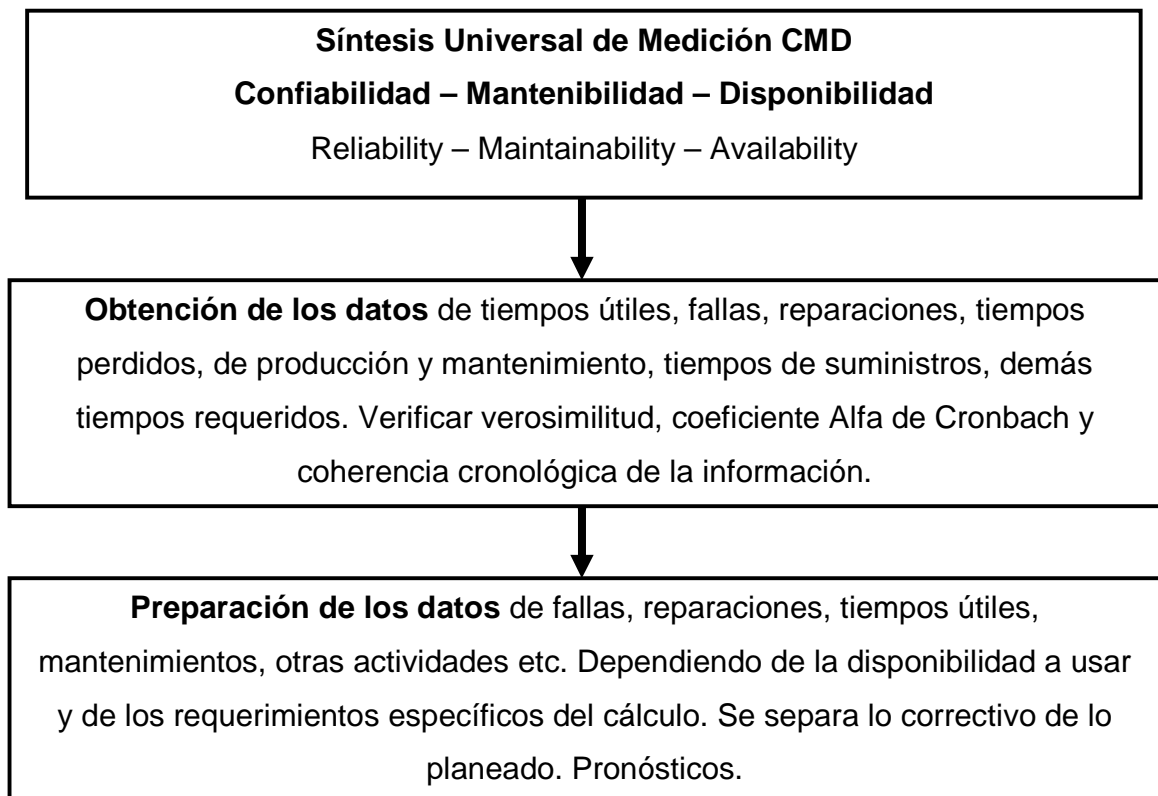 Síntesis Universal de Medición CMD
Confiabilidad – Mantenibilidad – Disponibilidad
Reliability – Maintainability – Availability
Obtención de los datos de tiempos útiles, fallas, reparaciones, tiempos
perdidos, de producción y mantenimiento, tiempos de suministros, demás
tiempos requeridos. Verificar verosimilitud, coeficiente Alfa de Cronbach y
coherencia cronológica de la información.
Preparación de los datos de fallas, reparaciones, tiempos útiles,
mantenimientos, otras actividades etc. Dependiendo de la disponibilidad a usar
y de los requerimientos específicos del cálculo. Se separa lo correctivo de lo
planeado. Pronósticos.